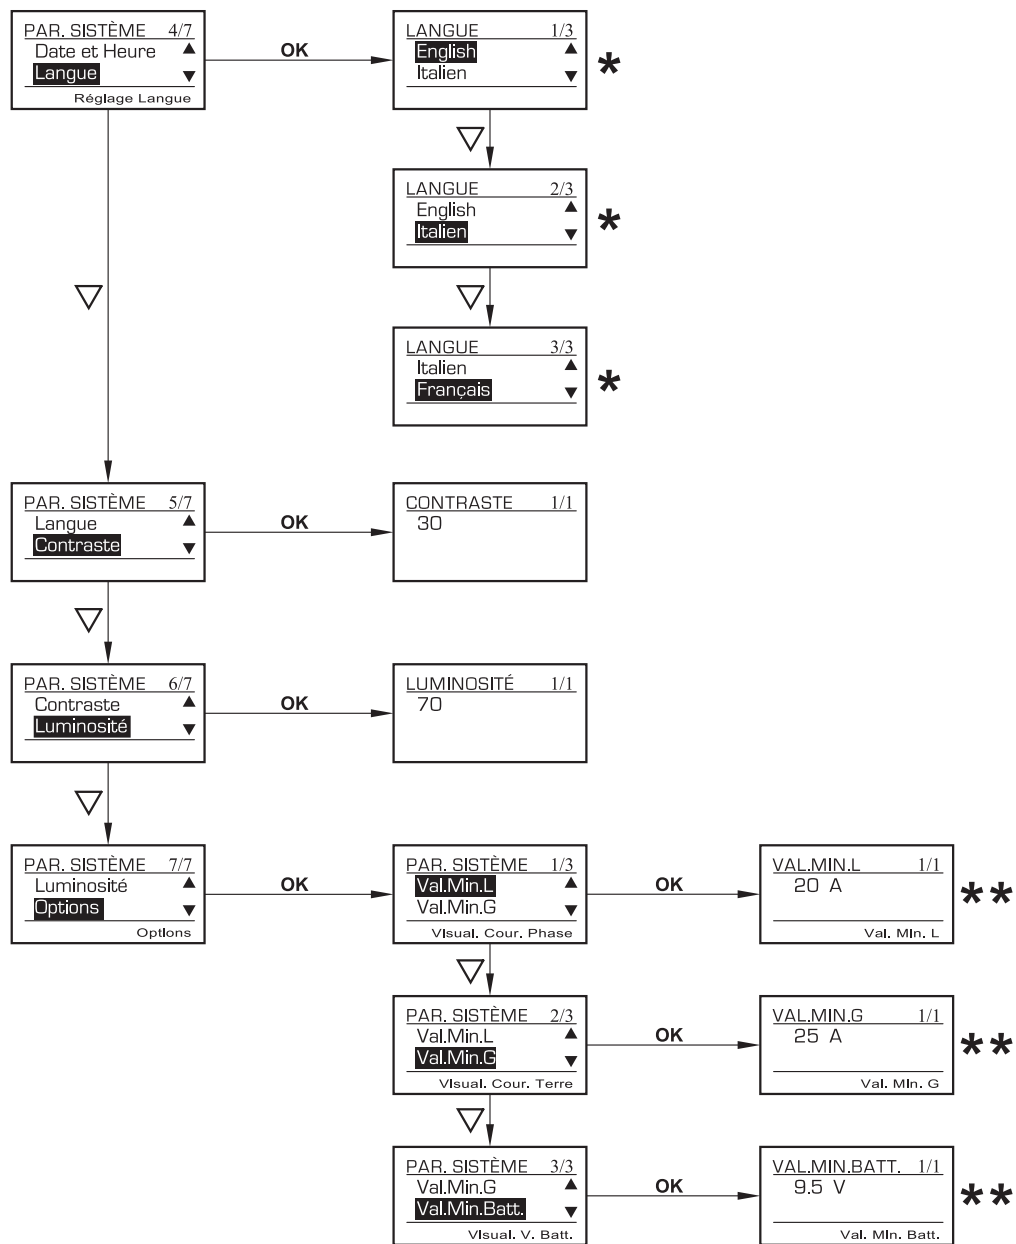 PAR. SISTÈME 4/7
Date et Heure
Langue
Réglage Langue
OK
LANGUE 1/3
English
Italien
*
LANGUE 2/3
English
Italien
*
LANGUE 3/3
Italien
Français
*
PAR. SISTÈME 5/7
Langue
Contraste
OK
CONTRASTE 1/1
30
PAR. SISTÈME 6/7
Contraste
Luminosité
OK
LUMINOSITÉ 1/1
70
PAR. SISTÈME 7/7
Luminosité
Options
Options
OK
PAR. SISTÈME 1/3
Val.Min.L
Val.Min.G
Visual. Cour. Phase
OK
VAL.MIN.L 1/1
20 A
Val. Min. L
**
PAR. SISTÈME 2/3
Val.Min.L
Val.Min.G
Visual. Cour. Terre
OK
VAL.MIN.G 1/1
25 A
Val. Min. G
**
PAR. SISTÈME 3/3
Val.Min.G
Val.Min.Batt.
Visual. V. Batt.
OK
VAL.MIN.BATT. 1/1
9.5 V
Val. Min. Batt.
**